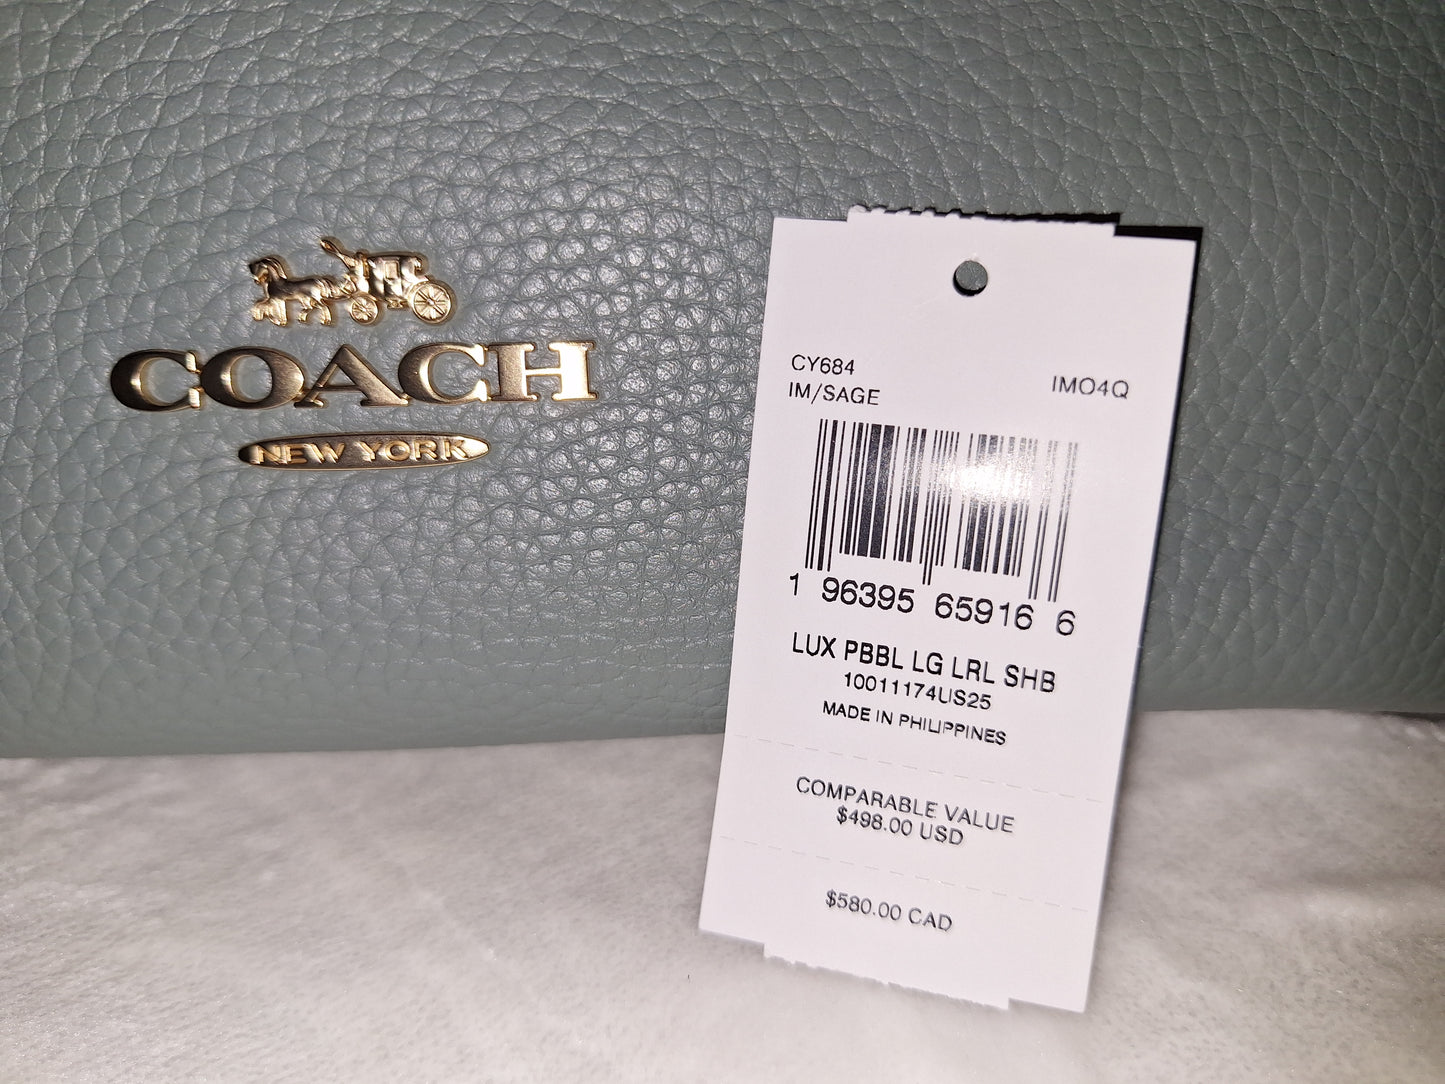 COACH
NEW YORK
CY684
IM/SAGE
IMO4Q
1 96395 65916 6
LUX PBBL LG LRL SHB
10011174US25
MADE IN PHILIPPINES
COMPARABLE VALUE
$498.00 USD
$580.00 CAD